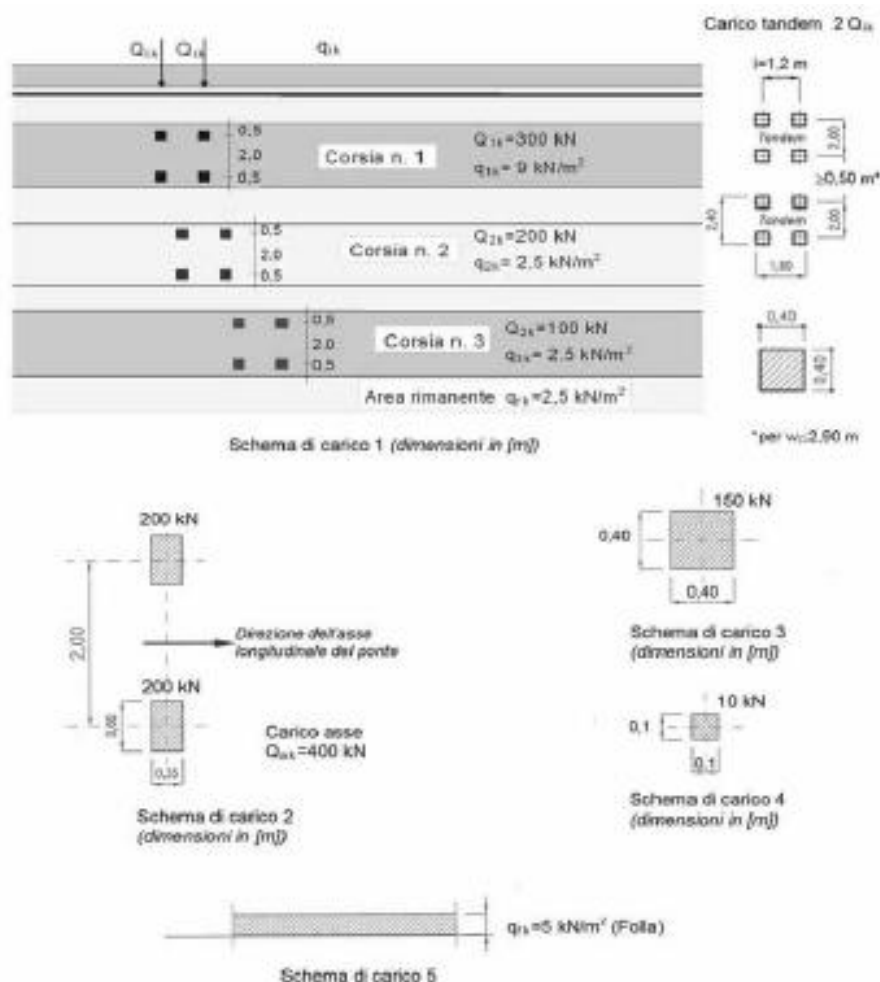 Carico tandem 2 Qik
Q1k Q1k q1k
l=1,2 m
Tandem
2,00
≥0,50 m*
2,40
Tandem
2,00
1,60
0,5
2,0
0,5
Corsia n. 1
Q1k=300 kN
q1k= 9 kN/m²
0,5
2,0
0,5
Corsia n. 2
Q2k=200 kN
q2k= 2,5 kN/m²
0,5
2,0
0,5
Corsia n. 3
Q2k=100 kN
q3k= 2,5 kN/m²
Area rimanente qrk=2,5 kN/m²
0,40
0,40
Schema di carico 1 (dimensioni in [m])
200 kN
2,00
Direzione dell'asse
longitudinale del ponte
200 kN
0,60
0,35
Carico asse
Qak=400 kN
Schema di carico 2
(dimensioni in [m])
150 kN
0,40
0,40
Schema di carico 3
(dimensioni in [m])
10 kN
0,1
0,1
Schema di carico 4
(dimensioni in [m])
qfk=5 kN/m² (Folla)
Schema di carico 5